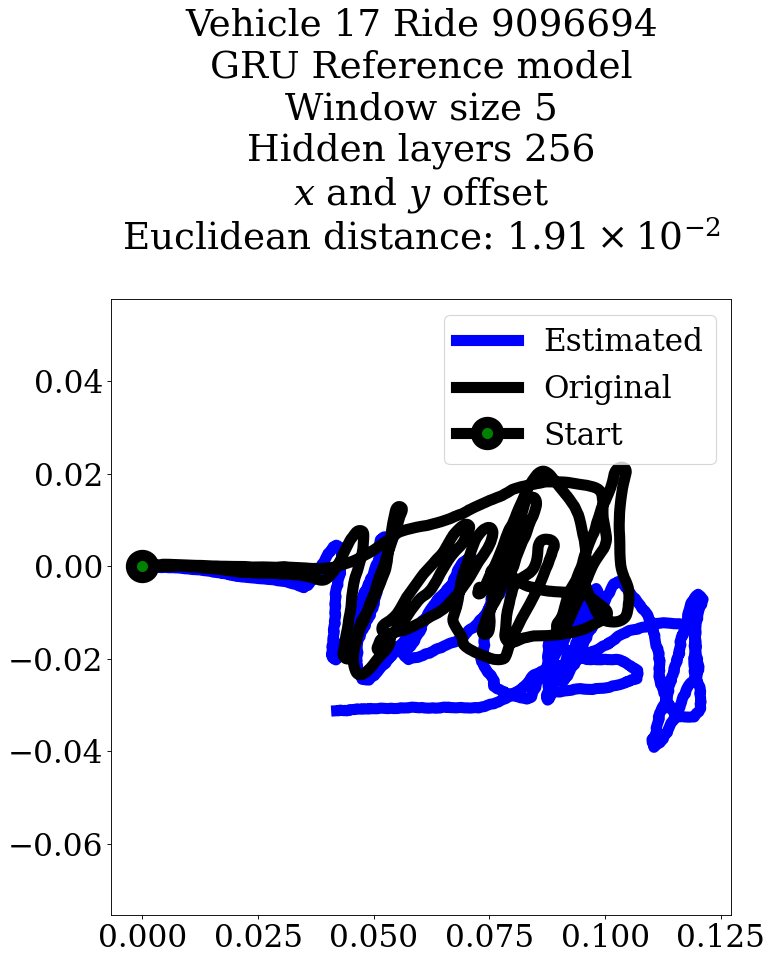 Vehicle 17 Ride 9096694
GRU Reference model
Window size 5
Hidden layers 256
x and y offset
Euclidean distance: 1.91 × 10⁻²
Estimated
Original
Start
0.04
0.02
0.00
−0.02
−0.04
−0.06
0.000 0.025 0.050 0.075 0.100 0.125